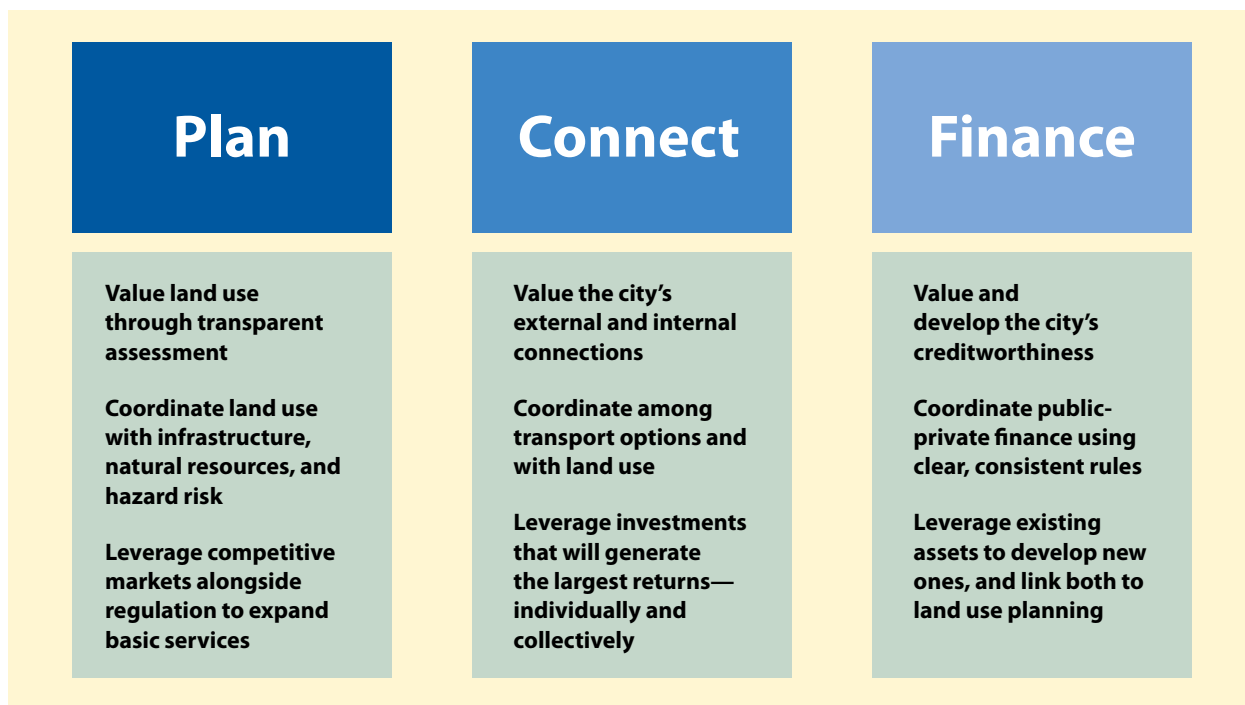 Plan
Value land use
through transparent
assessment
Coordinate land use
with infrastructure,
natural resources, and
hazard risk
Leverage competitive
markets alongside
regulation to expand
basic services
Connect
Value the city’s
external and internal
connections
Coordinate among
transport options and
with land use
Leverage investments
that will generate
the largest returns—
individually and
collectively
Finance
Value and
develop the city’s
creditworthiness
Coordinate public-
private finance using
clear, consistent rules
Leverage existing
assets to develop new
ones, and link both to
land use planning